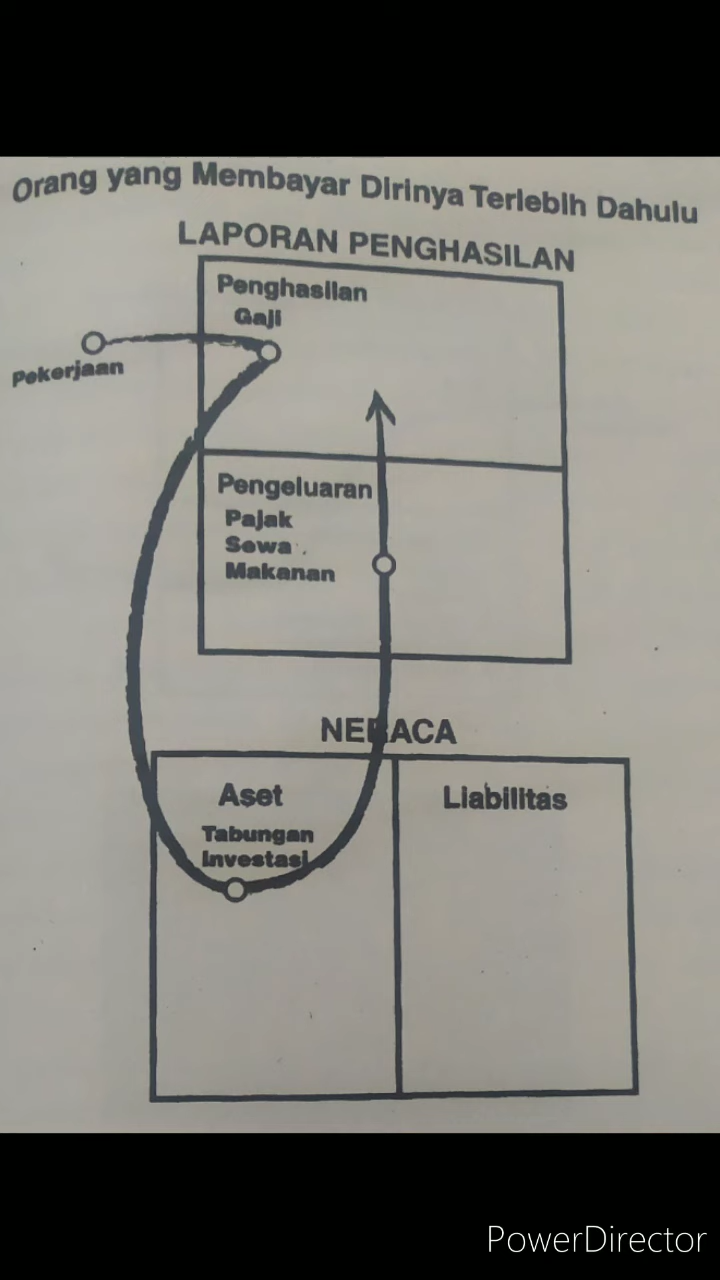 Orang yang Membayar Dirinya Terlebih Dahulu
LAPORAN PENGHASILAN
Penghasilan
Gaji
Pekerjaan
Pengeluaran
Pajak
Sewa
Makanan
NERACA
Aset
Tabungan
Investasi
Liabilitas
PowerDirector